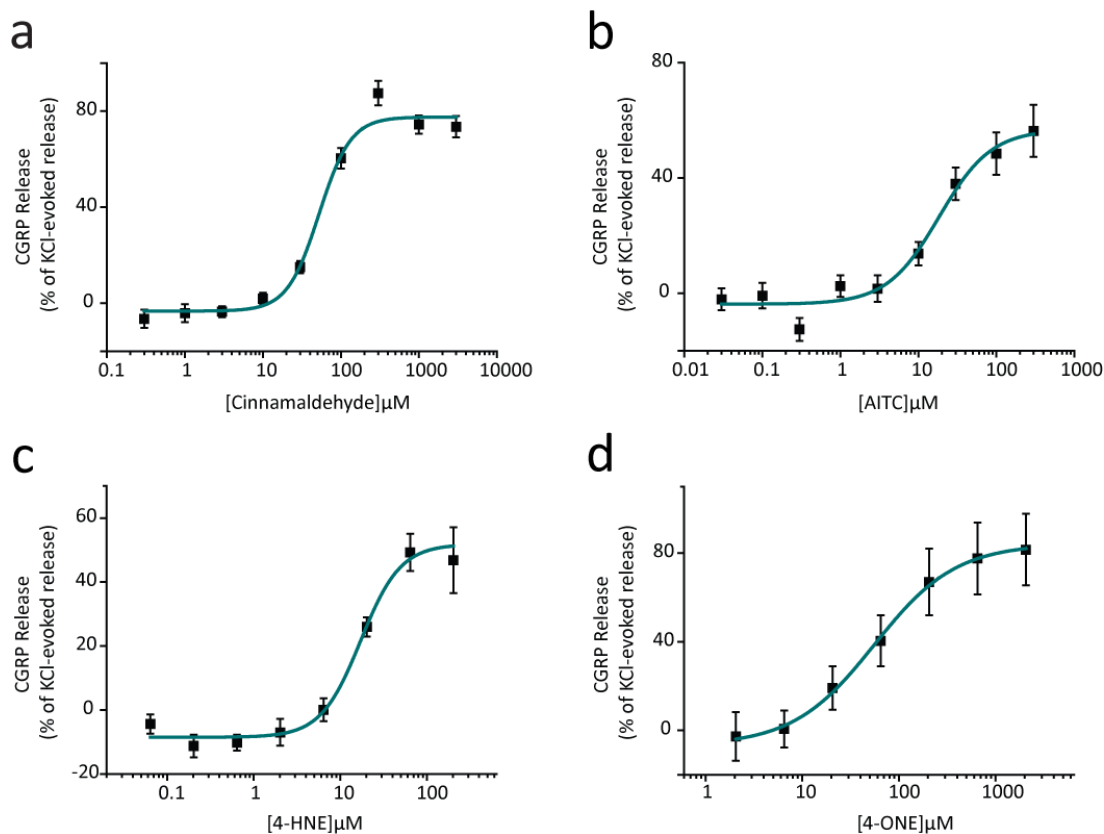 a
CGRP Release
(% of KCl-evoked release)
80
40
0
0.1 1 10 100 1000 10000
[Cinnamaldehyde]µM
b
CGRP Release
(% of KCl-evoked release)
80
40
0
0.01 0.1 1 10 100 1000
[AITC]µM
c
CGRP Release
(% of KCl-evoked release)
60
40
20
0
-20
0.1 1 10 100
[4-HNE]µM
d
CGRP Release
(% of KCl-evoked release)
80
40
0
1 10 100 1000
[4-ONE]µM